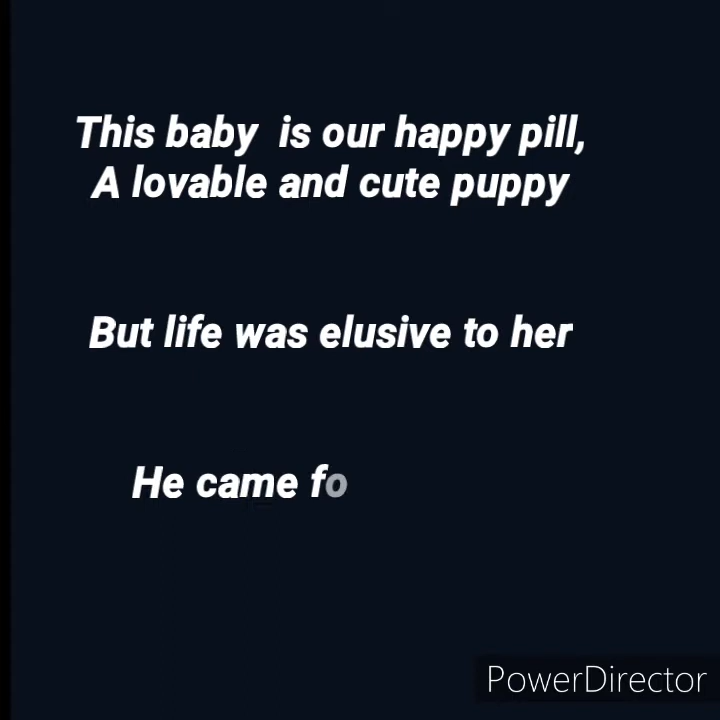 This baby  is our happy pill,
A lovable and cute puppy
But life was elusive to her
He came fo
PowerDirector